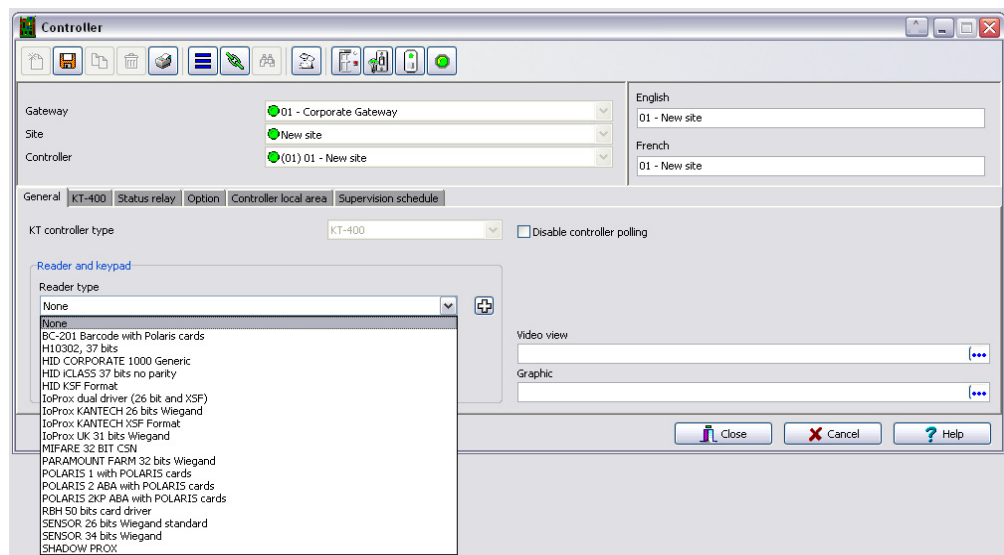 Controller
Gateway
01 - Corporate Gateway
Site
New site
Controller
(01) 01 - New site
English
01 - New site
French
01 - New site
General KT-400 Status relay Option Controller local area Supervision schedule
KT controller type
KT-400
Disable controller polling
Reader and keypad
Reader type
None
None
BC-201 Barcode with Polaris cards
H10302, 37 bits
HID CORPORATE 1000 Generic
HID iCLASS 37 bits no parity
HID KSF Format
IoProx dual driver (26 bit and XSF)
IoProx KANTECH 26 bits Wiegand
IoProx KANTECH XSF Format
IoProx UK 31 bits Wiegand
MIFARE 32 BIT CSN
PARAMOUNT FARM 32 bits Wiegand
POLARIS 1 with POLARIS cards
POLARIS 2 ABA with POLARIS cards
POLARIS 2KP ABA with POLARIS cards
RBH 50 bits card driver
SENSOR 26 bits Wiegand standard
SENSOR 34 bits Wiegand
SHADOW PROX
Video view
Graphic
Close Cancel Help